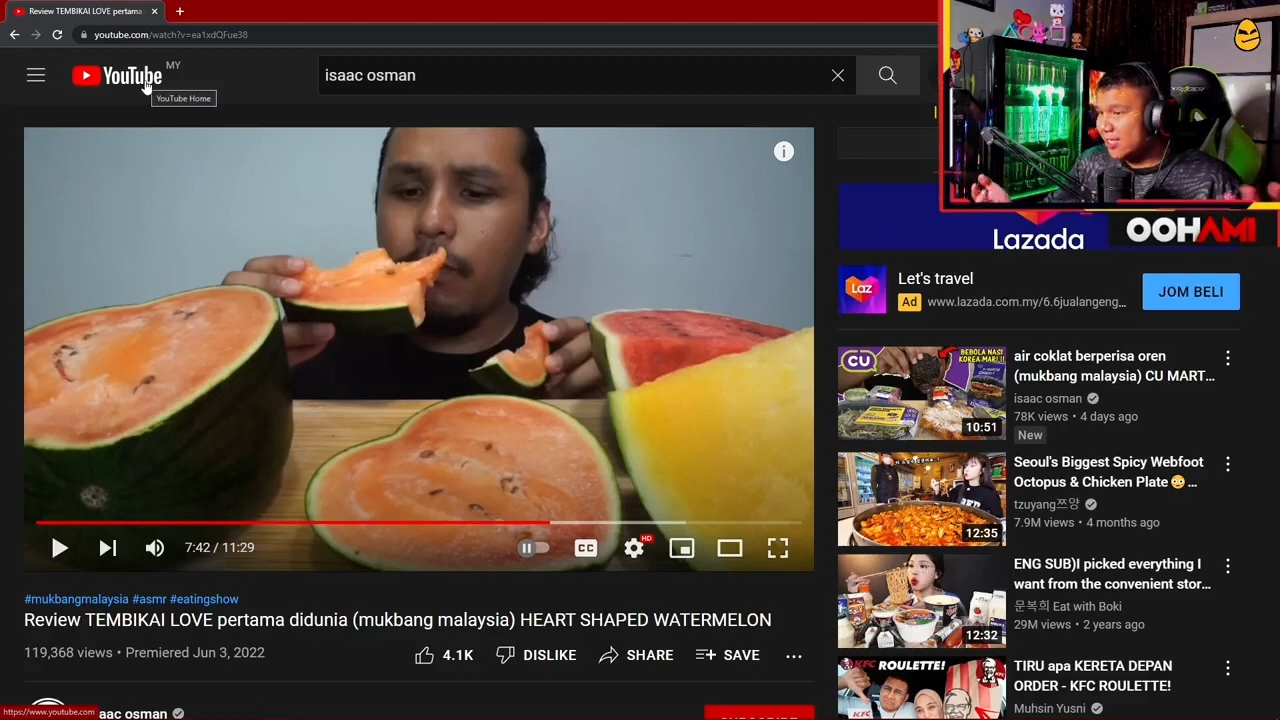 Review TEMBIKAI LOVE pertama
youtube.com/watch?v=ea1xdQFue38
YouTube
MY
isaac osman
YouTube Home
7:42 / 11:29
CC
HD
#mukbangmalaysia #asmr #eatingshow
Review TEMBIKAI LOVE pertama didunia (mukbang malaysia) HEART SHAPED WATERMELON
119,368 views • Premiered Jun 3, 2022
4.1K
DISLIKE
SHARE
SAVE
https://www.youtube.com
Lazada
OOHAMI
Laz
Let's travel
Ad
www.lazada.com.my/6.6jualangeng...
JOM BELI
CU
BEBOLA NASI
KOREA MARI..!!
10:51
air coklat berperisa oren
(mukbang malaysia) CU MART...
isaac osman
78K views • 4 days ago
New
12:35
Seoul's Biggest Spicy Webfoot
Octopus & Chicken Plate😳...
tzuyang쯔양
7.9M views • 4 months ago
12:32
ENG SUB)I picked everything I
want from the convenient stor...
문복희 Eat with Boki
29M views • 2 years ago
KFC ROULETTE!
TIRU apa KERETA DEPAN
ORDER - KFC ROULETTE!
Muhsin Yusni